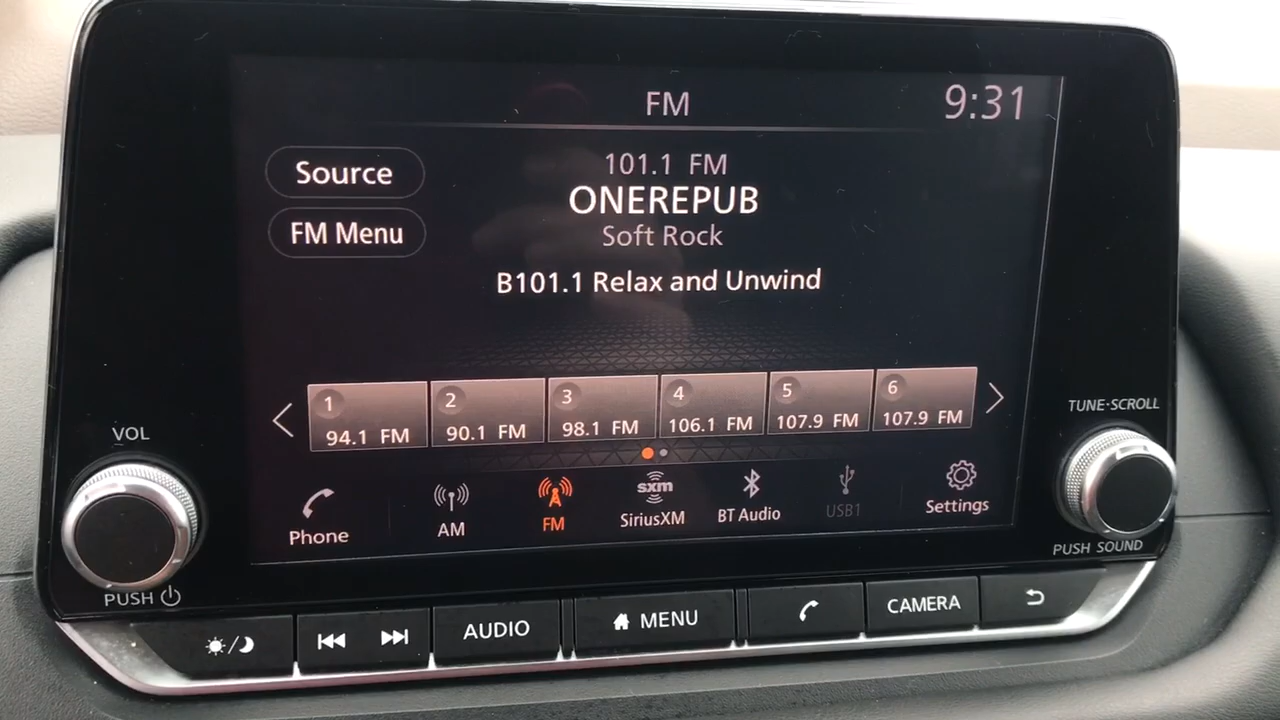 FM
9:31
Source
FM Menu
101.1 FM
ONEREPUB
Soft Rock
B101.1 Relax and Unwind
1
94.1 FM
2
90.1 FM
3
98.1 FM
4
106.1 FM
5
107.9 FM
6
107.9 FM
VOL
TUNE·SCROLL
Phone
AM
FM
sxm
SiriusXM
BT Audio
USB1
Settings
PUSH
PUSH SOUND
AUDIO
MENU
CAMERA